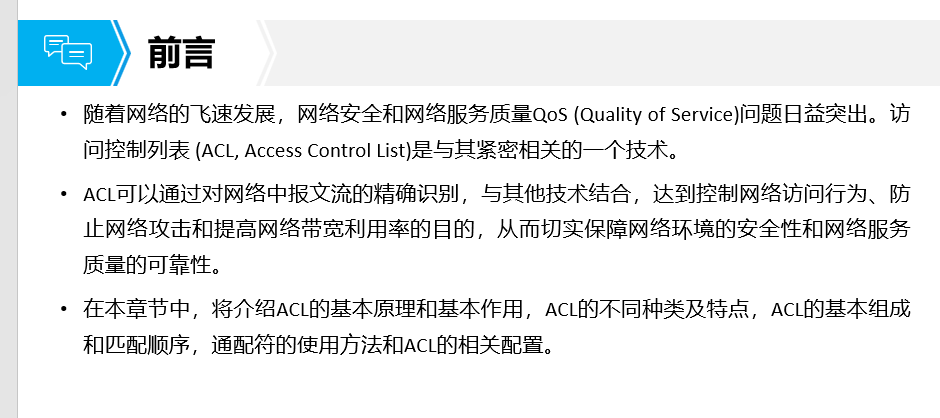 前言
• 随着网络的飞速发展，网络安全和网络服务质量QoS (Quality of Service)问题日益突出。访
问控制列表 (ACL, Access Control List)是与其紧密相关的一个技术。
• ACL可以通过对网络中报文流的精确识别，与其他技术结合，达到控制网络访问行为、防
止网络攻击和提高网络带宽利用率的目的，从而切实保障网络环境的安全性和网络服务
质量的可靠性。
• 在本章节中，将介绍ACL的基本原理和基本作用，ACL的不同种类及特点，ACL的基本组成
和匹配顺序，通配符的使用方法和ACL的相关配置。